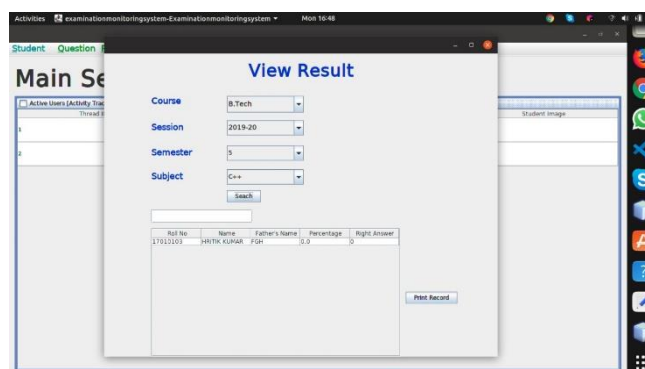 Activities examinationmonitoringsystem-Examinationmonitoringsystem Mon 16:48
Student Question
Main Se
View Result
Active Users (Activity Trac
Thread
Student Image
1
2
Course B.Tech
Session 2019-20
Semester 5
Subject C++
Seach
Roll No Name Father's Name Percentage Right Answer
17010103 HRITIK KUMAR FGH 0.0 0
Print Record